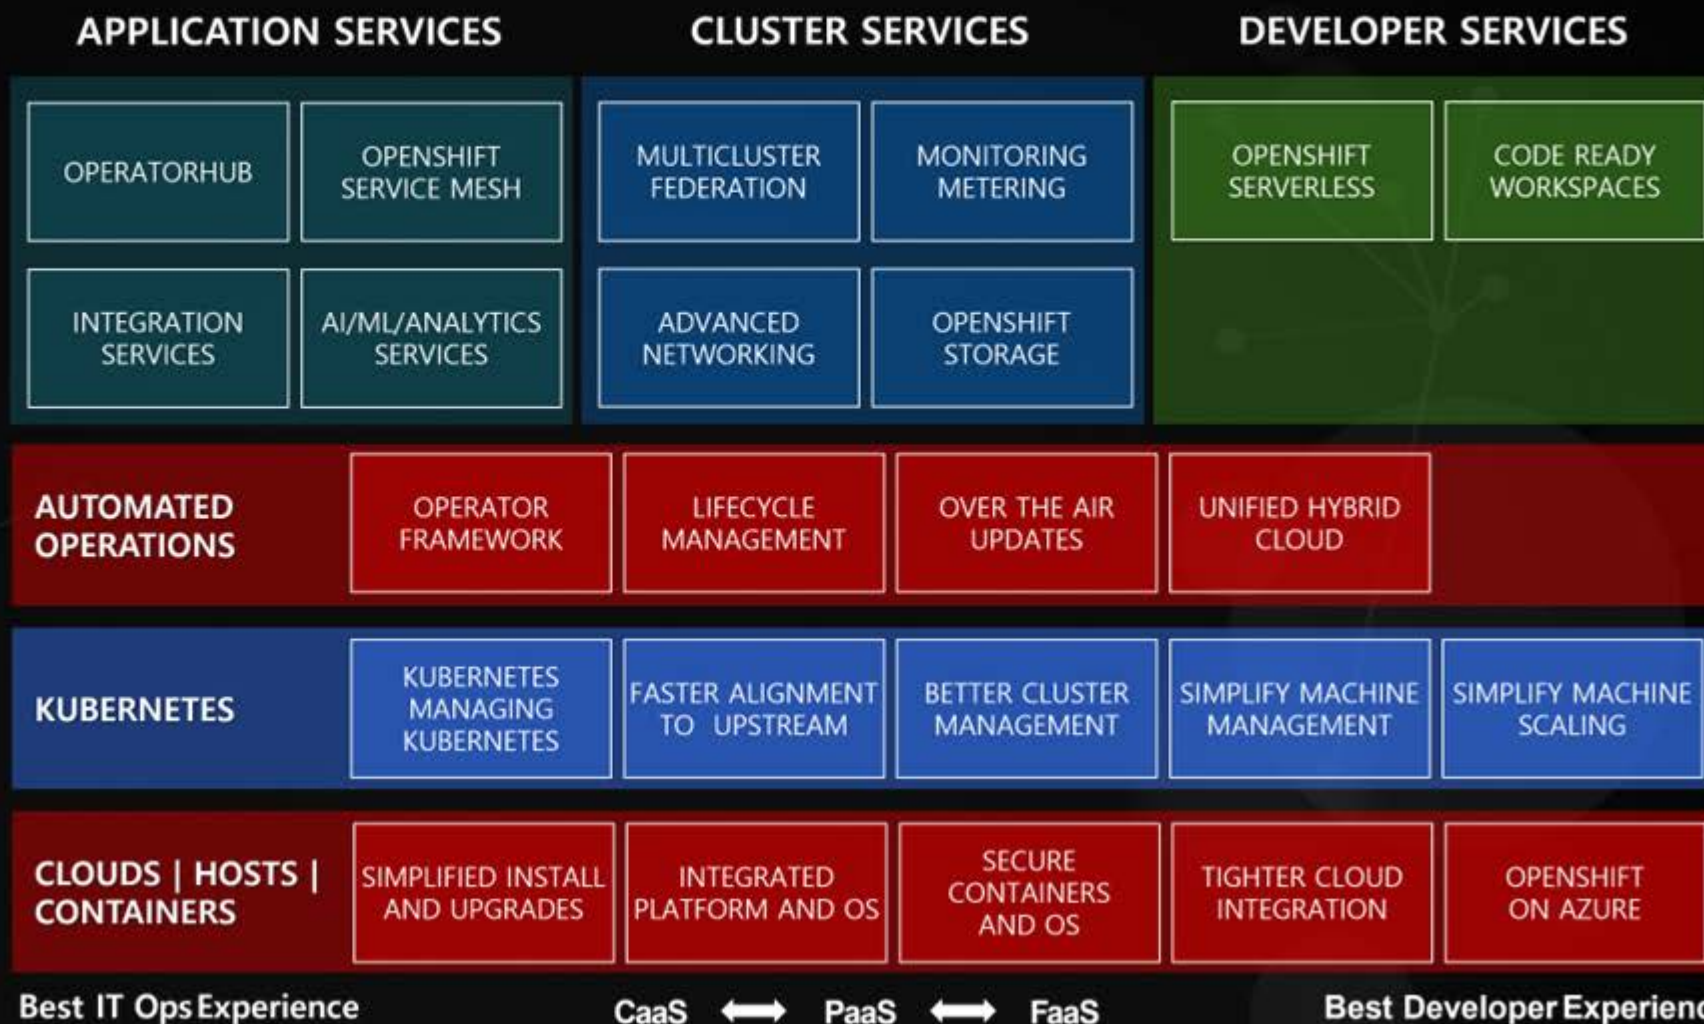 APPLICATION SERVICES
CLUSTER SERVICES
DEVELOPER SERVICES
OPERATORHUB
OPENSHIFT
SERVICE MESH
MULTICLUSTER
FEDERATION
MONITORING
METERING
OPENSHIFT
SERVERLESS
CODE READY
WORKSPACES
INTEGRATION
SERVICES
AI/ML/ANALYTICS
SERVICES
ADVANCED
NETWORKING
OPENSHIFT
STORAGE
AUTOMATED
OPERATIONS
OPERATOR
FRAMEWORK
LIFECYCLE
MANAGEMENT
OVER THE AIR
UPDATES
UNIFIED HYBRID
CLOUD
KUBERNETES
KUBERNETES
MANAGING
KUBERNETES
FASTER ALIGNMENT
TO UPSTREAM
BETTER CLUSTER
MANAGEMENT
SIMPLIFY MACHINE
MANAGEMENT
SIMPLIFY MACHINE
SCALING
CLOUDS | HOSTS |
CONTAINERS
SIMPLIFIED INSTALL
AND UPGRADES
INTEGRATED
PLATFORM AND OS
SECURE
CONTAINERS
AND OS
TIGHTER CLOUD
INTEGRATION
OPENSHIFT
ON AZURE
Best IT Ops Experience
CaaS ⟷ PaaS ⟷ FaaS
Best Developer Experienc